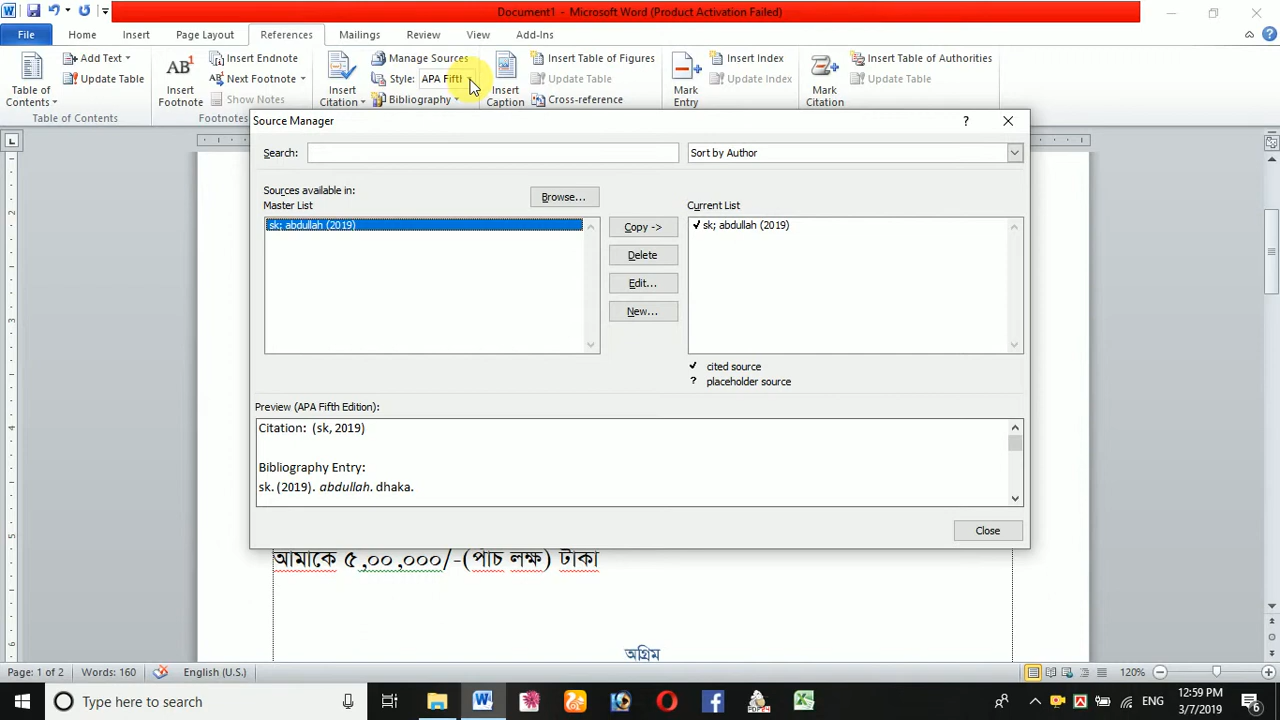 Document1 - Microsoft Word (Product Activation Failed)
File Home Insert Page Layout References Mailings Review View Add-Ins
Table of Contents
Add Text
Update Table
Table of Contents
AB1
Insert Footnote
Insert Endnote
Next Footnote
Show Notes
Footnotes
Insert Citation
Manage Sources
Style: APA Fifth
Bibliography
Insert Caption
Insert Table of Figures
Update Table
Cross-reference
Mark Entry
Insert Index
Update Index
Mark Citation
Insert Table of Authorities
Update Table
Source Manager
Search:
Sort by Author
Sources available in:
Master List
Browse...
sk; abdullah (2019)
Copy ->
Delete
Edit...
New...
Current List
✔ sk; abdullah (2019)
✔ cited source
? placeholder source
Preview (APA Fifth Edition):
Citation: (sk, 2019)
Bibliography Entry:
sk. (2019). abdullah. dhaka.
Close
আমাকে ৫,০০,০০০/-(পাচ লক্ষ) টাকা
অগ্রিম
Page: 1 of 2 Words: 160 English (U.S.) 120%
Type here to search
ENG
12:59 PM
3/7/2019
6